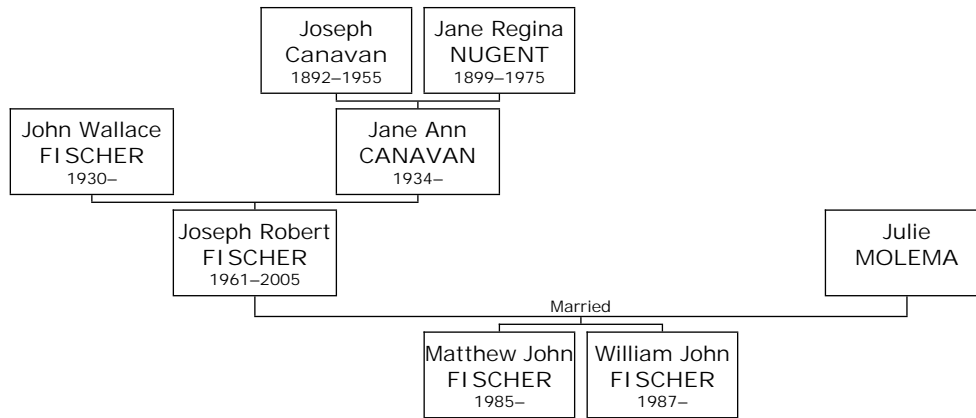 Joseph
Canavan
1892–1955
Jane Regina
NUGENT
1899–1975
John Wallace
FISCHER
1930–
Jane Ann
CANAVAN
1934–
Joseph Robert
FISCHER
1961–2005
Julie
MOLEMA
Married
Matthew John
FISCHER
1985–
William John
FISCHER
1987–